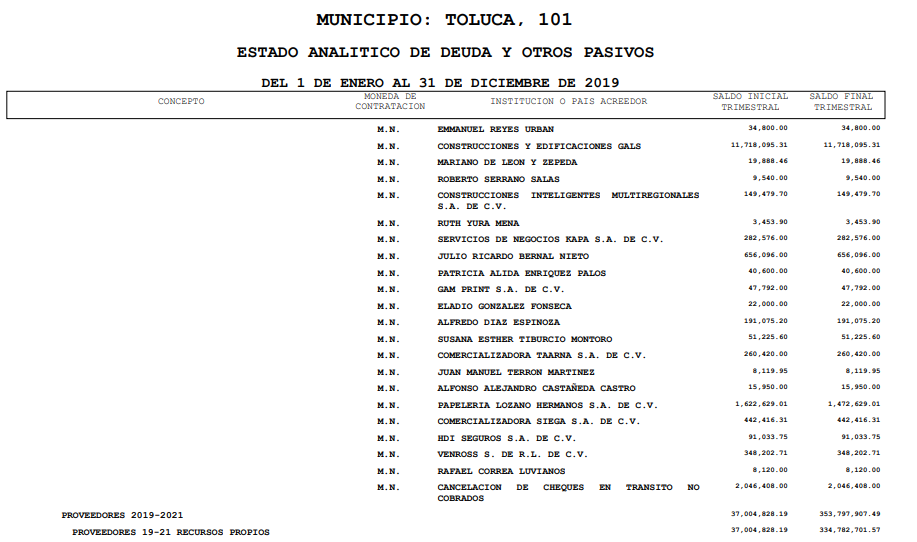 MUNICIPIO: TOLUCA, 101
ESTADO ANALITICO DE DEUDA Y OTROS PASIVOS
DEL 1 DE ENERO AL 31 DE DICIEMBRE DE 2019
CONCEPTO MONEDA DE CONTRATACION INSTITUCION O PAIS ACREEDOR SALDO INICIAL TRIMESTRAL SALDO FINAL TRIMESTRAL
M.N. EMMANUEL REYES URBAN 34,800.00 34,800.00
M.N. CONSTRUCCIONES Y EDIFICACIONES GALS 11,718,095.31 11,718,095.31
M.N. MARIANO DE LEON Y ZEPEDA 19,888.46 19,888.46
M.N. ROBERTO SERRANO SALAS 9,540.00 9,540.00
M.N. CONSTRUCCIONES INTELIGENTES MULTIREGIONALES 149,479.70 149,479.70
S.A. DE C.V.
M.N. RUTH YURA MENA 3,453.90 3,453.90
M.N. SERVICIOS DE NEGOCIOS KAPA S.A. DE C.V. 282,576.00 282,576.00
M.N. JULIO RICARDO BERNAL NIETO 656,096.00 656,096.00
M.N. PATRICIA ALIDA ENRIQUEZ PALOS 40,600.00 40,600.00
M.N. GAM PRINT S.A. DE C.V. 47,792.00 47,792.00
M.N. ELADIO GONZALEZ FONSECA 22,000.00 22,000.00
M.N. ALFREDO DIAZ ESPINOZA 191,075.20 191,075.20
M.N. SUSANA ESTHER TIBURCIO MONTORO 51,225.60 51,225.60
M.N. COMERCIALIZADORA TAARNA S.A. DE C.V. 260,420.00 260,420.00
M.N. JUAN MANUEL TERRON MARTINEZ 8,119.95 8,119.95
M.N. ALFONSO ALEJANDRO CASTAÑEDA CASTRO 15,950.00 15,950.00
M.N. PAPELERIA LOZANO HERMANOS S.A. DE C.V. 1,622,629.01 1,472,629.01
M.N. COMERCIALIZADORA SIEGA S.A. DE C.V. 442,416.31 442,416.31
M.N. HDI SEGUROS S.A. DE C.V. 91,033.75 91,033.75
M.N. VENROSS S. DE R.L. DE C.V. 348,202.71 348,202.71
M.N. RAFAEL CORREA LUVIANOS 8,120.00 8,120.00
M.N. CANCELACION DE CHEQUES EN TRANSITO NO 2,046,408.00 2,046,408.00
COBRADOS
PROVEEDORES 2019-2021 37,004,828.19 353,797,907.49
PROVEEDORES 19-21 RECURSOS PROPIOS 37,004,828.19 334,782,701.57